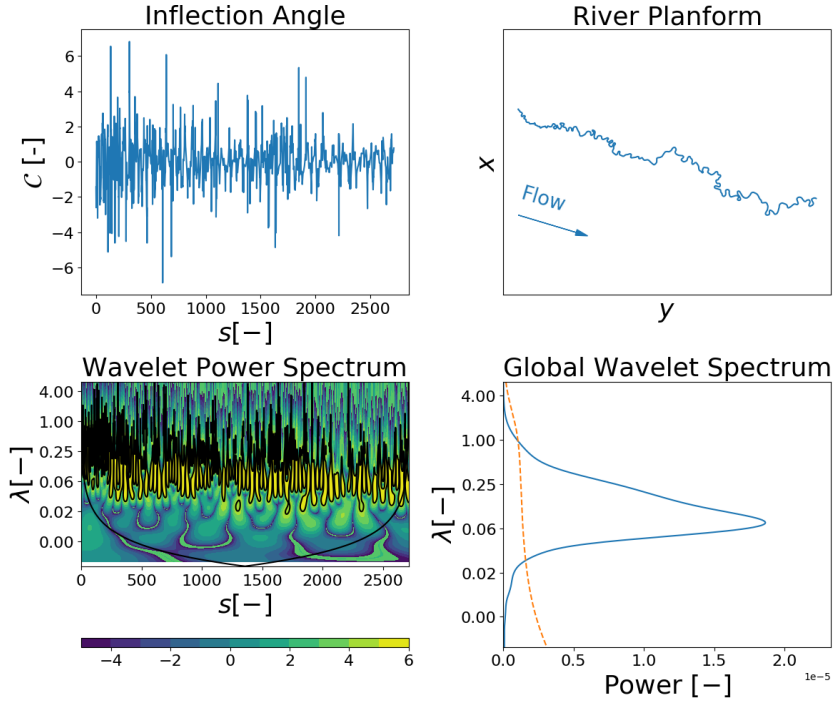 Inflection Angle
6
4
2
0
−2
−4
−6
C [-]
0 500 1000 1500 2000 2500
s[−]
River Planform
x
Flow
y
Wavelet Power Spectrum
4.00
1.00
0.25
0.06
0.02
0.00
λ[−]
0 500 1000 1500 2000 2500
s[−]
−4 −2 0 2 4 6
Global Wavelet Spectrum
4.00
1.00
0.25
0.06
0.02
0.00
λ[−]
0.0 0.5 1.0 1.5 2.0
1e−5
Power [−]